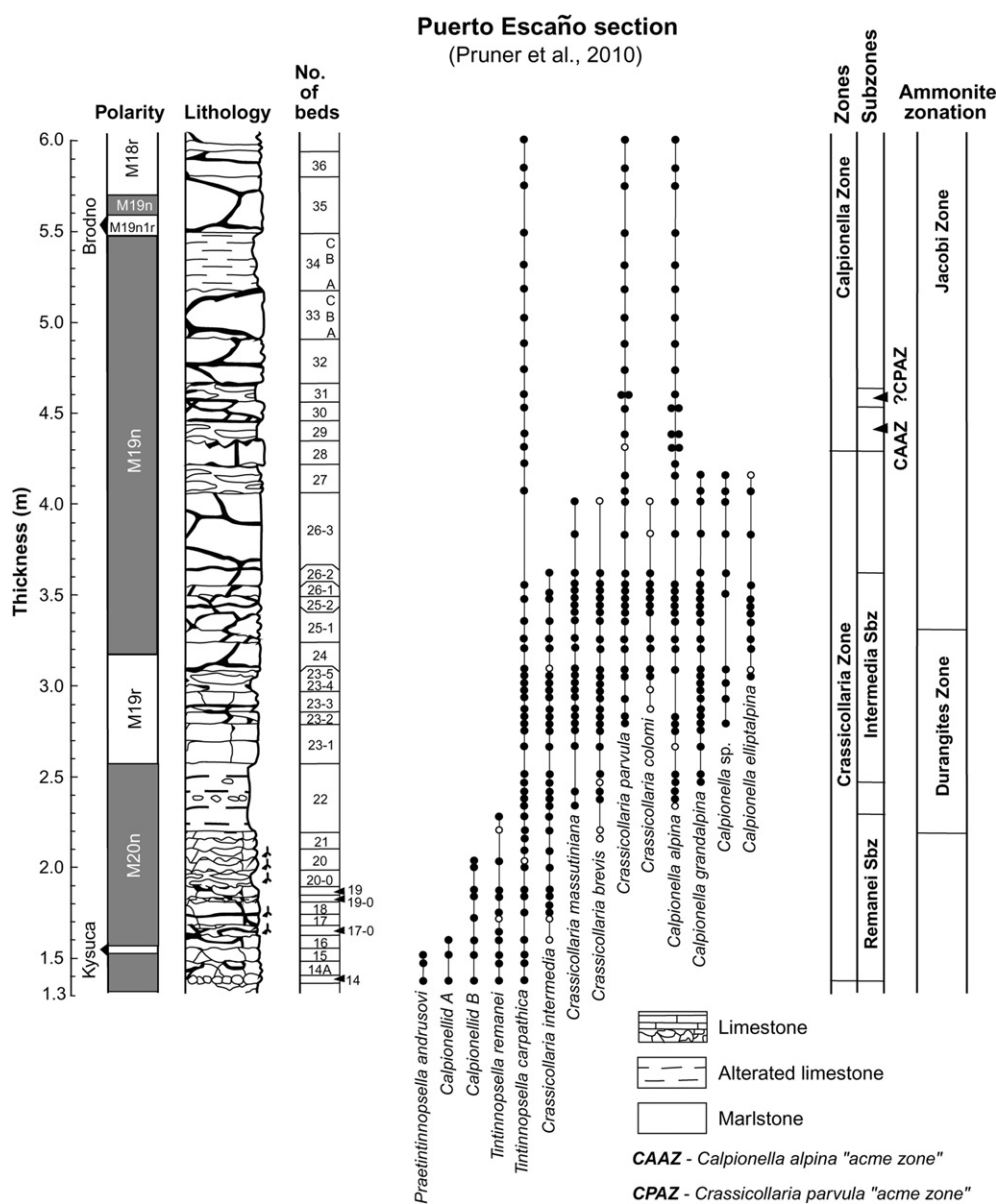 Puerto Escaño section
(Pruner et al., 2010)
Polarity
Lithology
No.
of
beds
Zones
Subzones
Ammonite
zonation
Thickness (m)
6.0
5.5
5.0
4.5
4.0
3.5
3.0
2.5
2.0
1.5
1.3
Brodno
Kysuca
M18r
M19n
M19n1r
M19n
M19r
M20n
36
35
34
C
B
A
33
C
B
A
32
31
30
29
28
27
26-3
26-2
26-1
25-2
25-1
24
23-5
23-4
23-3
23-2
23-1
22
21
20
20-0
19
19-0
18
17
17-0
16
15
14A
14
Praetintinnopsella andrusovi
Calpionellid A
Calpionellid B
Tintinnopsella remanei
Tintinnopsella carpathica
Crassicollaria intermedia
Crassicollaria massutiniana
Crassicollaria brevis
Crassicollaria parvula
Crassicollaria colomi
Calpionella alpina
Calpionella grandalpina
Calpionella sp.
Calpionella elliptalpina
Calpionella Zone
Crassicollaria Zone
?CPAZ
CAAZ
Intermedia Sbz
Remanei Sbz
Jacobi Zone
Durangites Zone
Limestone
Alterated limestone
Marlstone
CAAZ - Calpionella alpina "acme zone"
CPAZ - Crassicollaria parvula "acme zone"